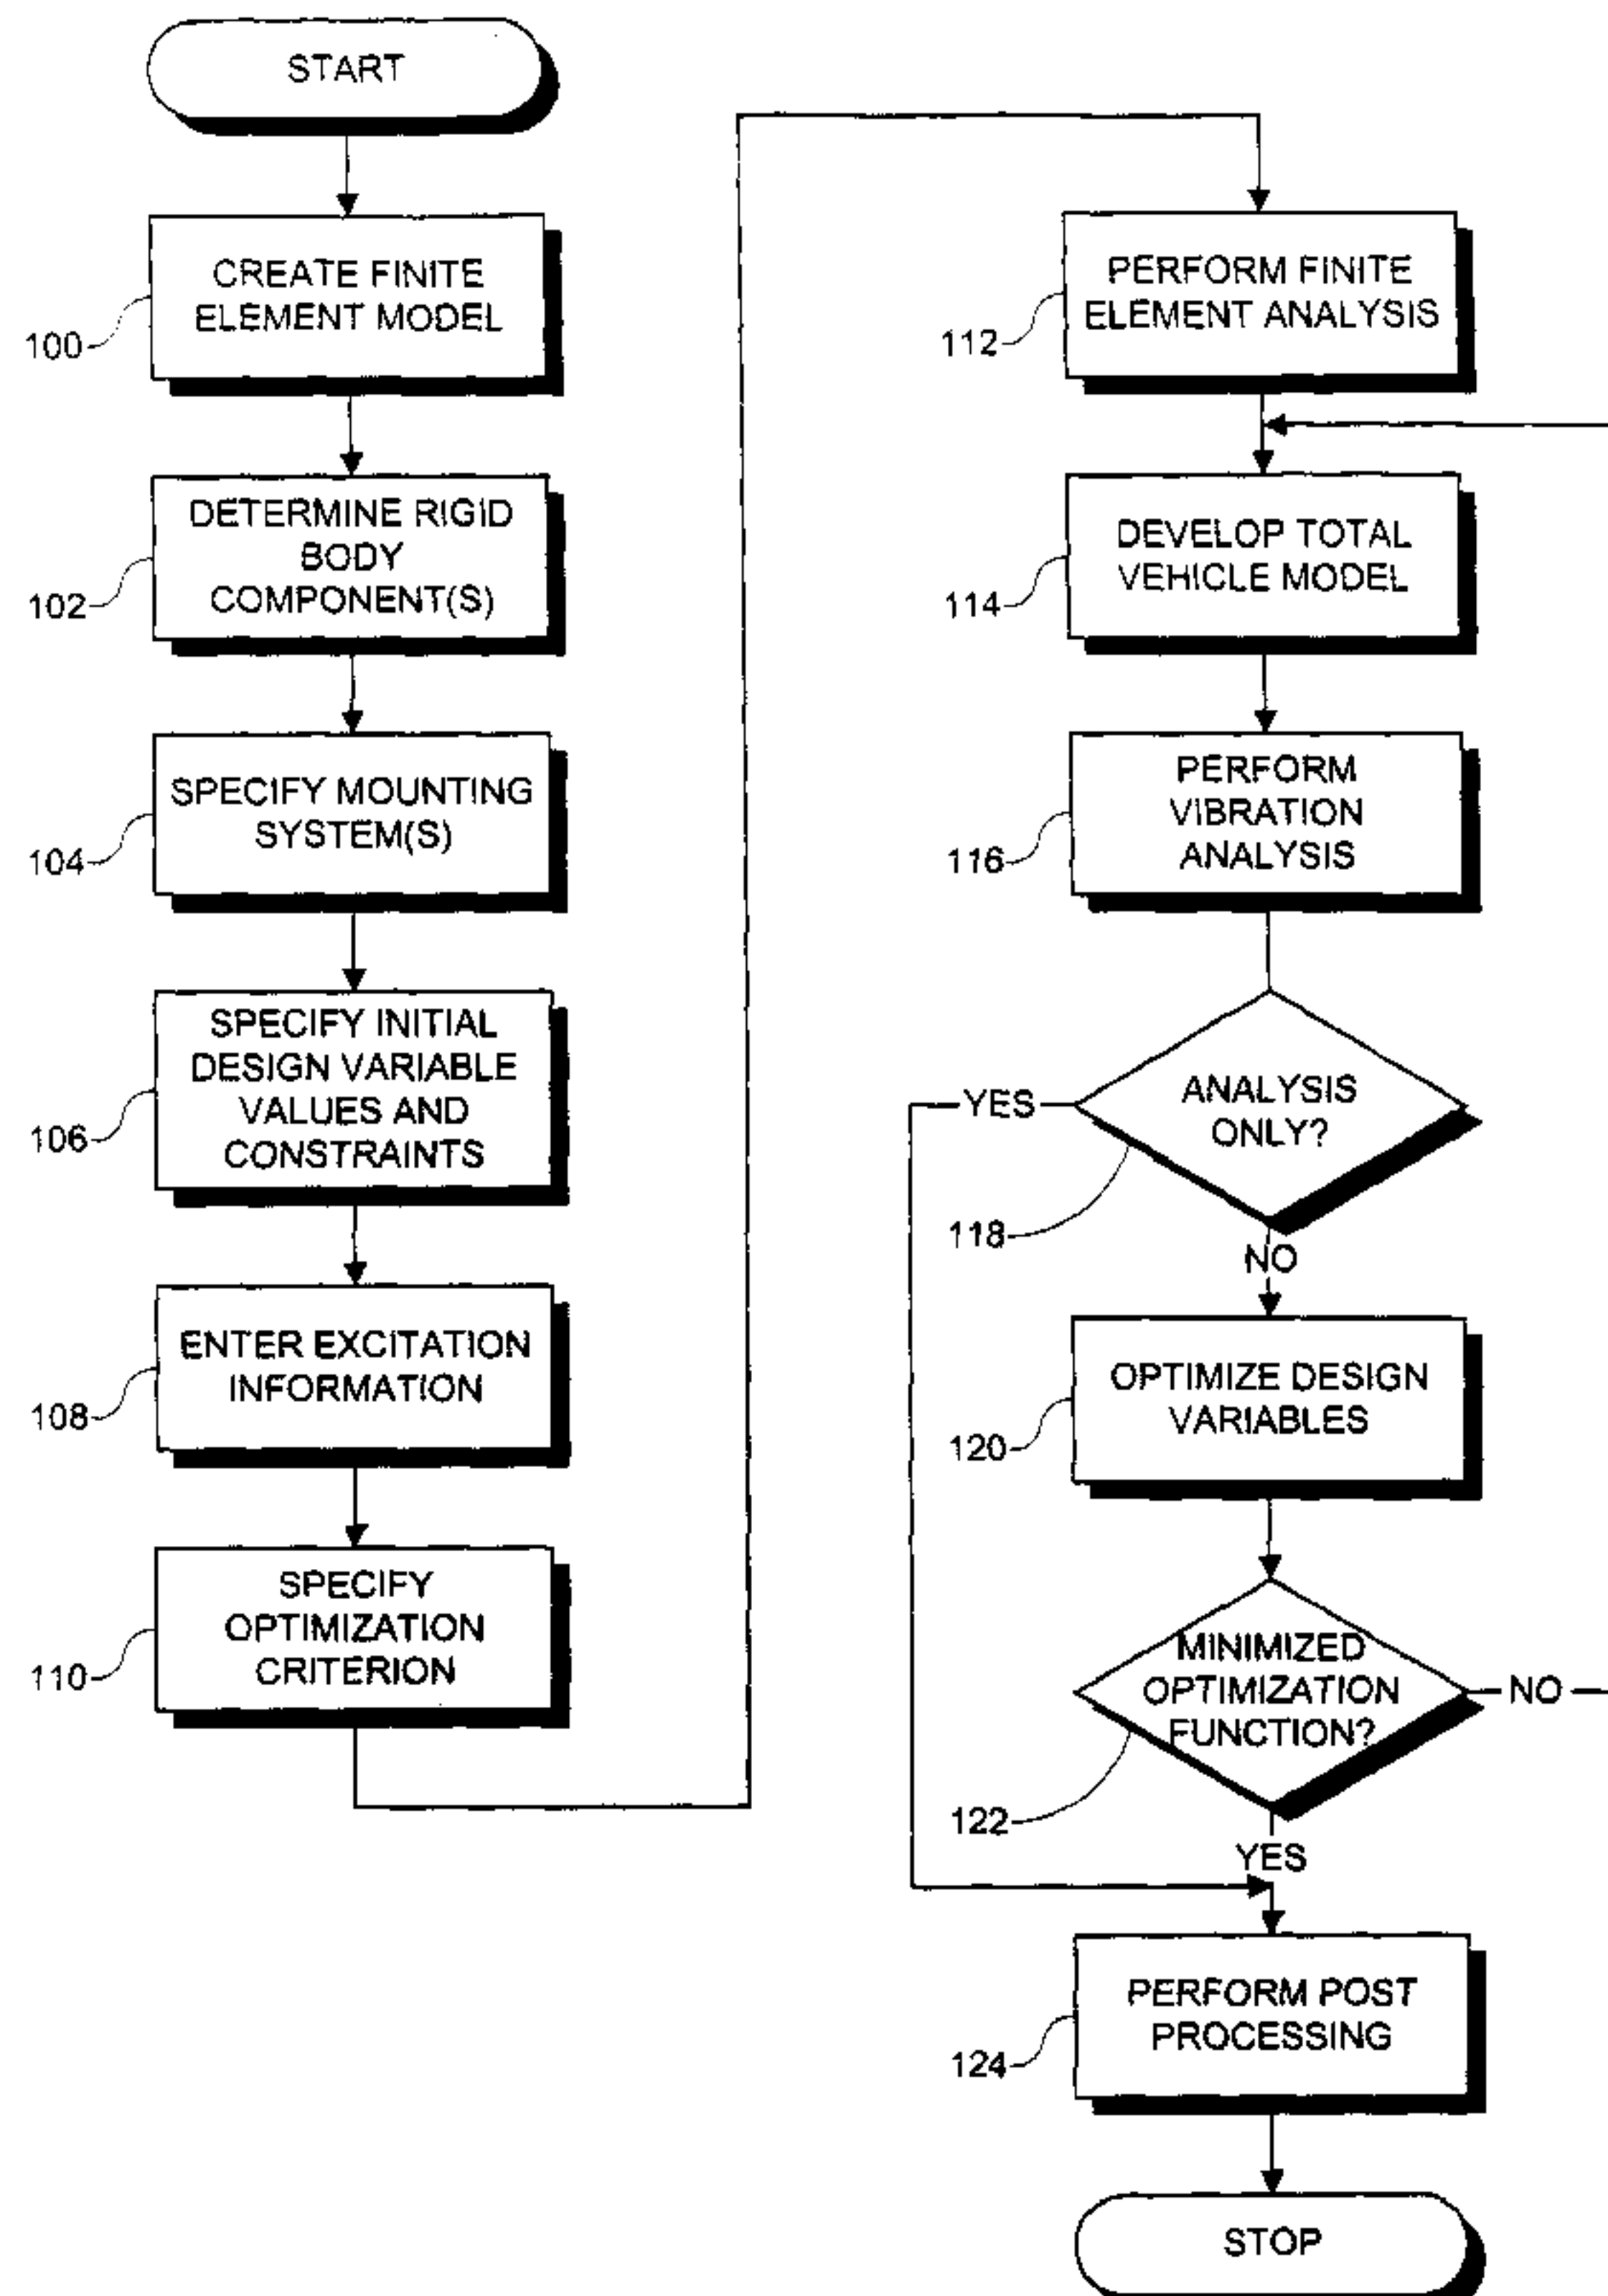 START
CREATE FINITE
ELEMENT MODEL
100
DETERMINE RIGID
BODY
COMPONENT(S)
102
SPECIFY MOUNTING
SYSTEM(S)
104
SPECIFY INITIAL
DESIGN VARIABLE
VALUES AND
CONSTRAINTS
106
ENTER EXCITATION
INFORMATION
108
SPECIFY
OPTIMIZATION
CRITERION
110
PERFORM FINITE
ELEMENT ANALYSIS
112
DEVELOP TOTAL
VEHICLE MODEL
114
PERFORM
VIBRATION
ANALYSIS
116
YES
ANALYSIS
ONLY?
118
NO
OPTIMIZE DESIGN
VARIABLES
120
MINIMIZED
OPTIMIZATION
FUNCTION?
NO
122
YES
PERFORM POST
PROCESSING
124
STOP